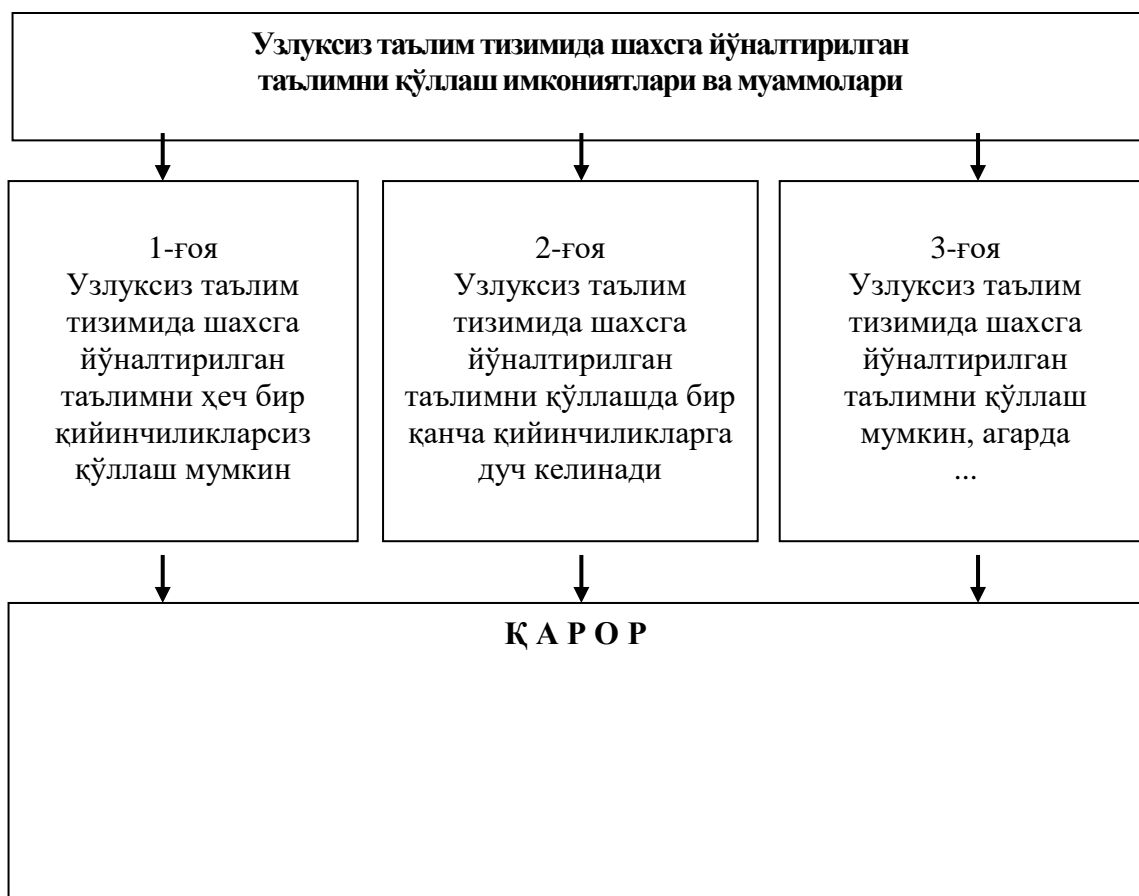 Узлуксиз таълим тизимида шахсга йўналтирилган
таълимни қўллаш имкониятлари ва муаммолари
1-ғоя
Узлуксиз таълим
тизимида шахсга
йўналтирилган
таълимни ҳеч бир
қийинчиликларсиз
қўллаш мумкин
2-ғоя
Узлуксиз таълим
тизимида шахсга
йўналтирилган
таълимни қўллашда бир
қанча қийинчиликларга
дуч келинади
3-ғоя
Узлуксиз таълим
тизимида шахсга
йўналтирилган
таълимни қўллаш
мумкин, агарда
...
Қ А Р О Р